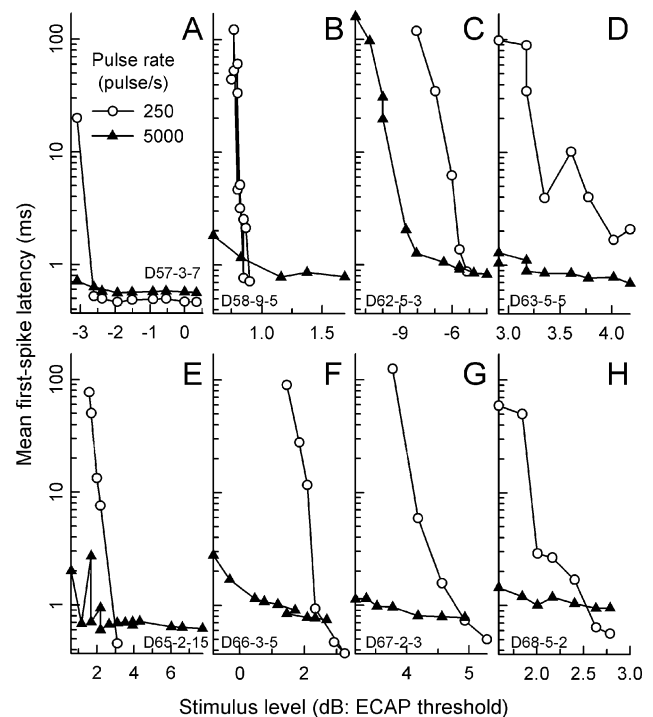 A B C D
Pulse rate
(pulse/s)
250
5000
100
10
1
D57-3-7 D58-9-5 D62-5-3 D63-5-5
-3 -2 -1 0 1.0 1.5 -9 -6 3.0 3.5 4.0
Mean first-spike latency (ms)
E F G H
100
10
1
D65-2-15 D66-3-5 D67-2-3 D68-5-2
2 4 6 0 2 4 5 2.0 2.5 3.0
Stimulus level (dB: ECAP threshold)